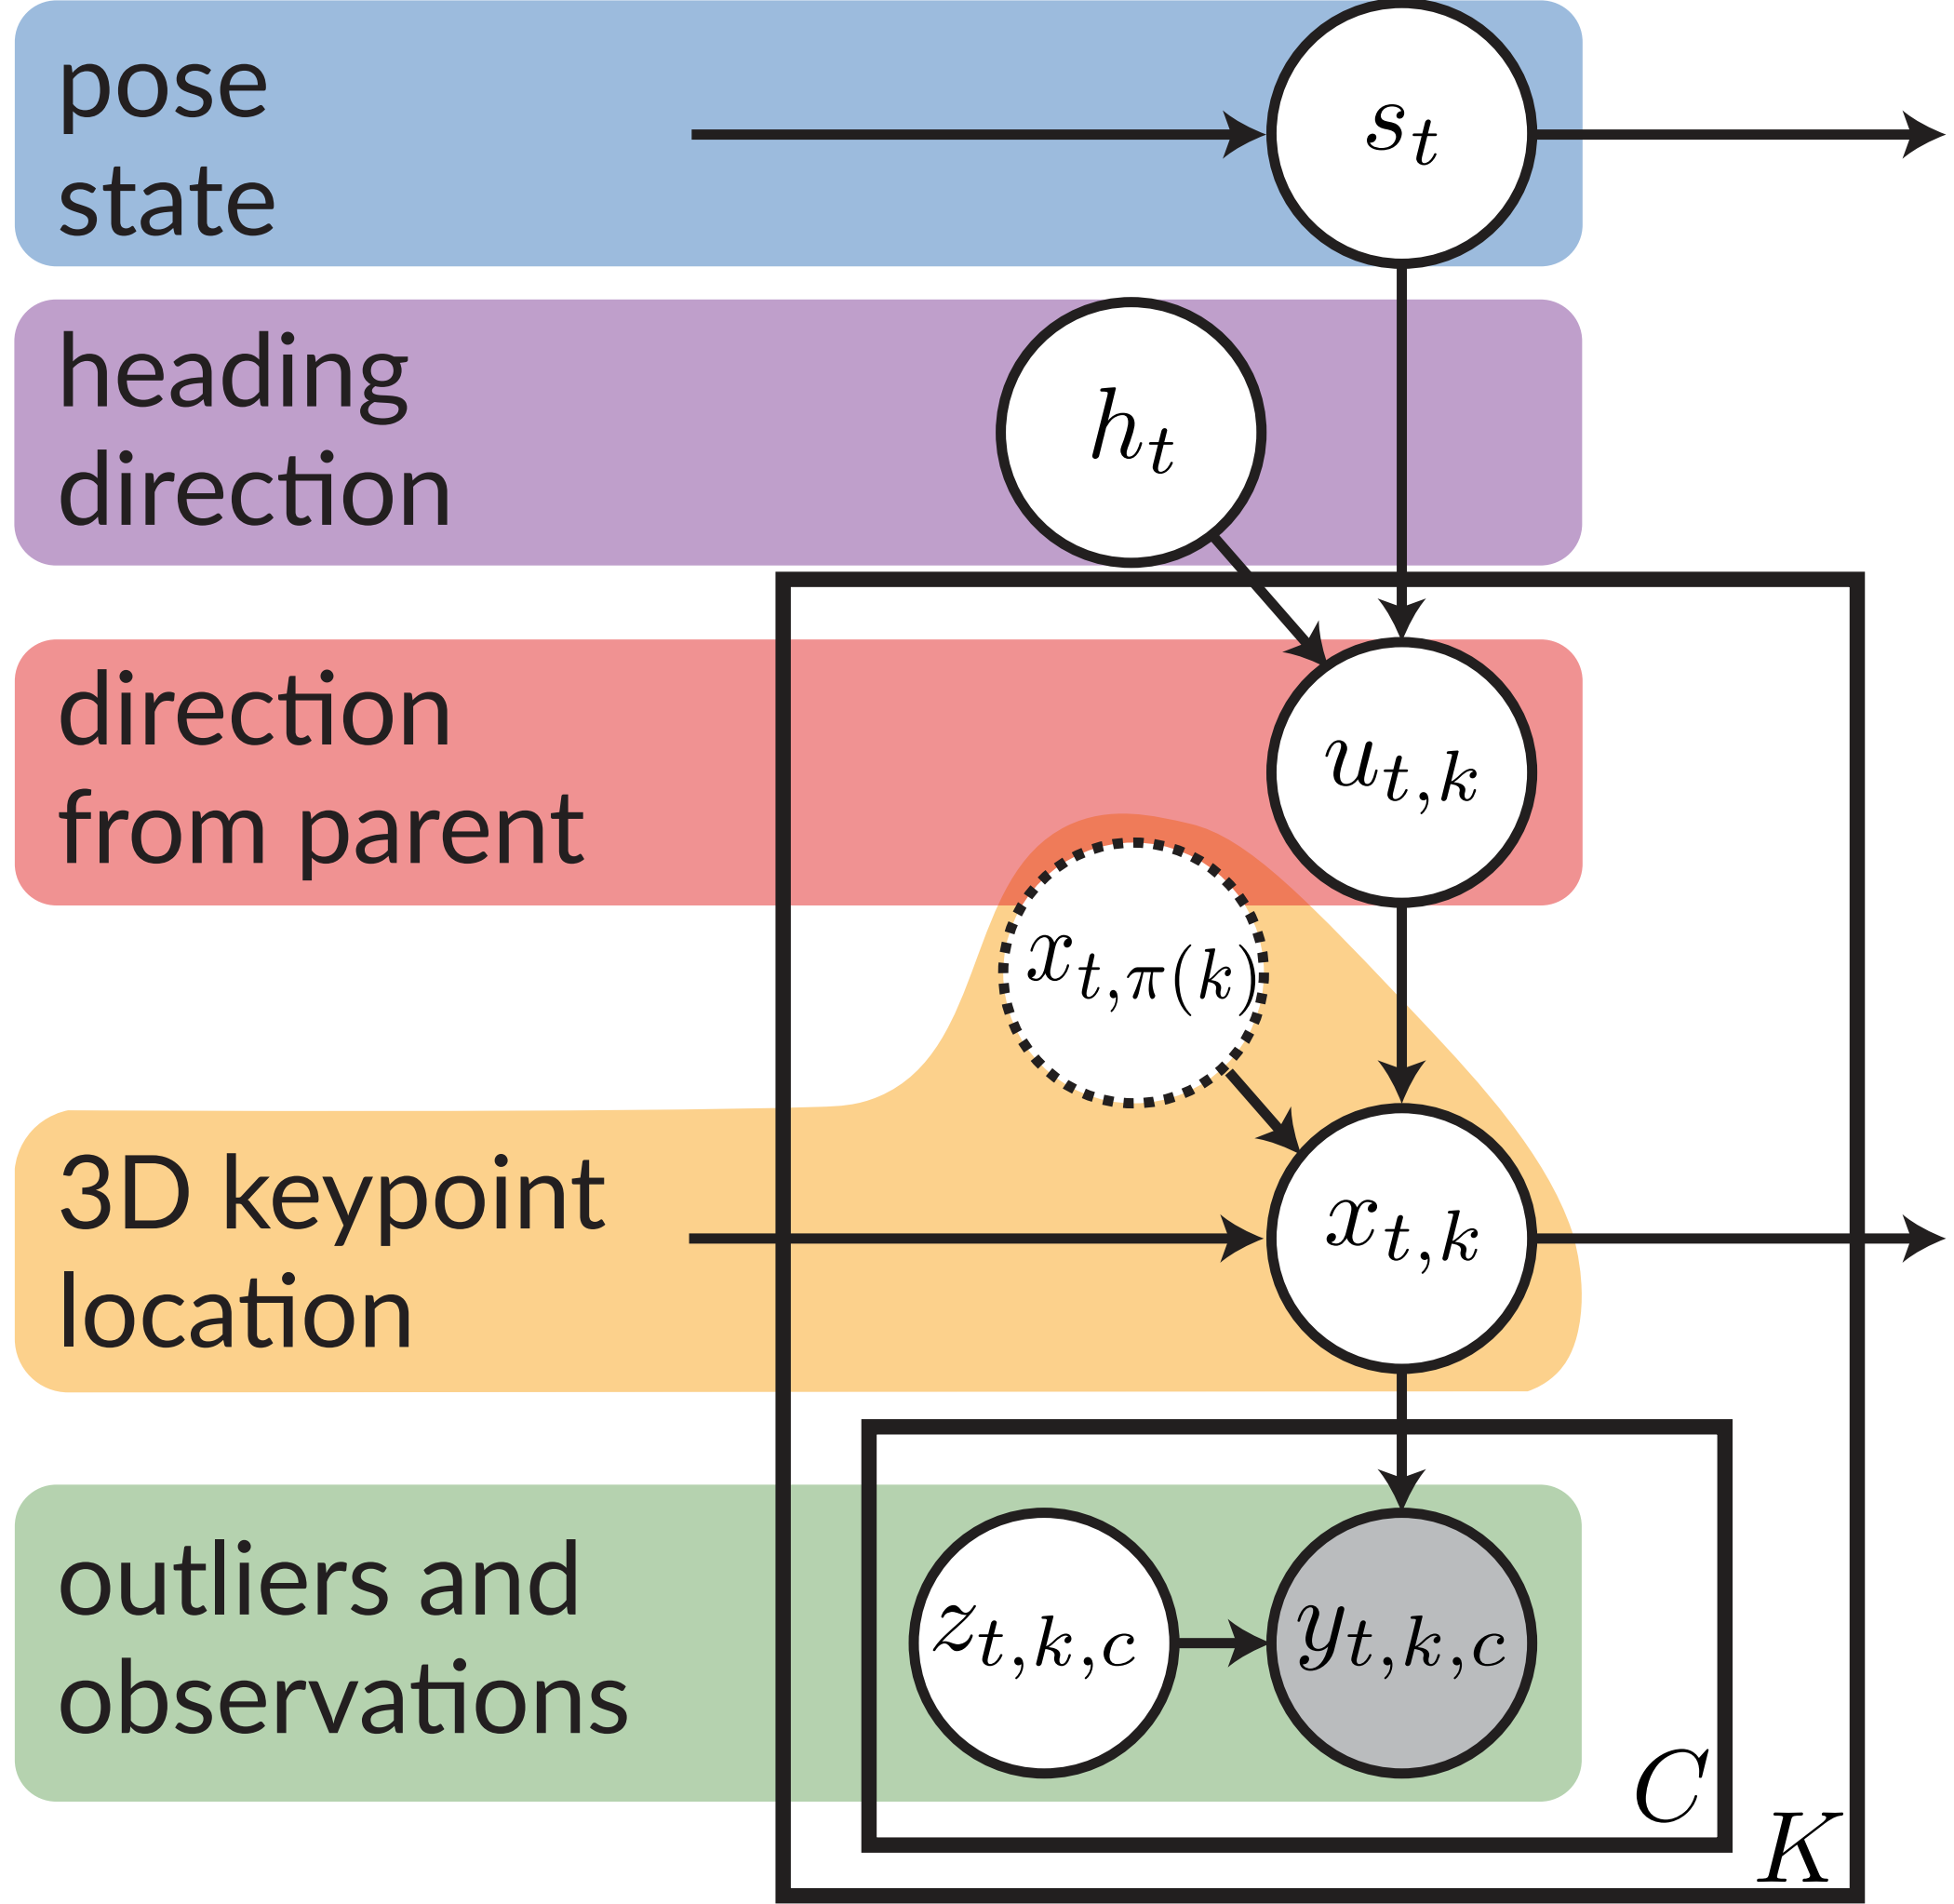 pose
state
s_t
heading
direction
h_t
direction
from parent
u_{t,k}
x_{t,π(k)}
3D keypoint
location
x_{t,k}
outliers and
observations
z_{t,k,c}
y_{t,k,c}
C
K